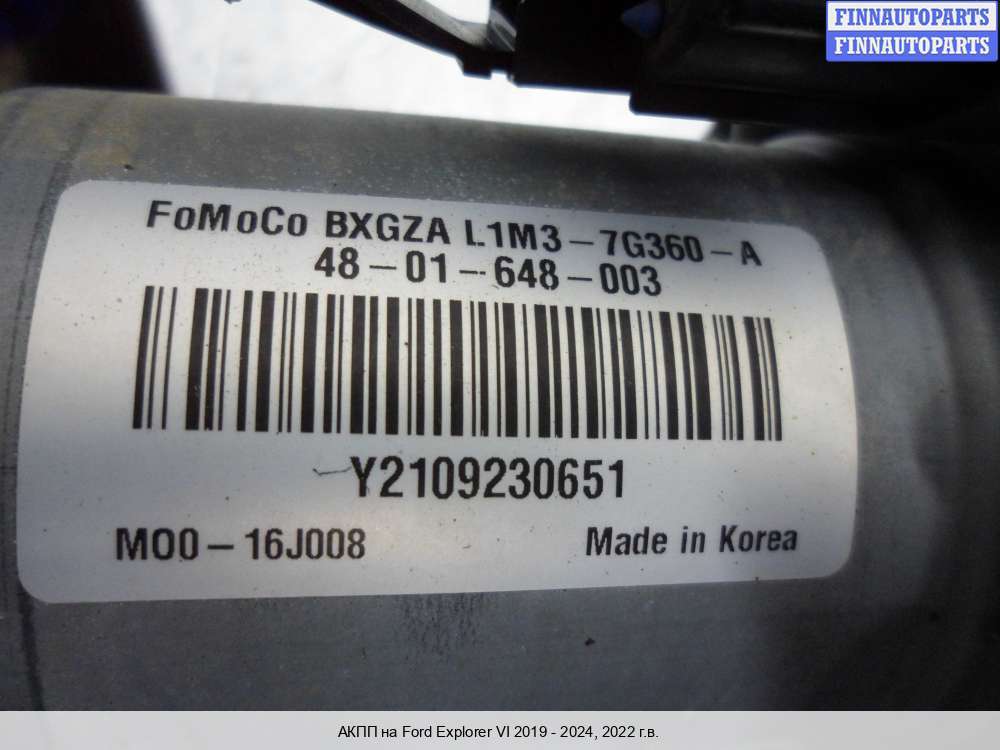 FINNAUTOPARTS
FINNAUTOPARTS
FoMoCo BXGZA L1M3-7G360-A
48-01-648-003
Y2109230651
M00-16J008
Made in Korea
АКПП на Ford Explorer VI 2019 - 2024, 2022 г.в.